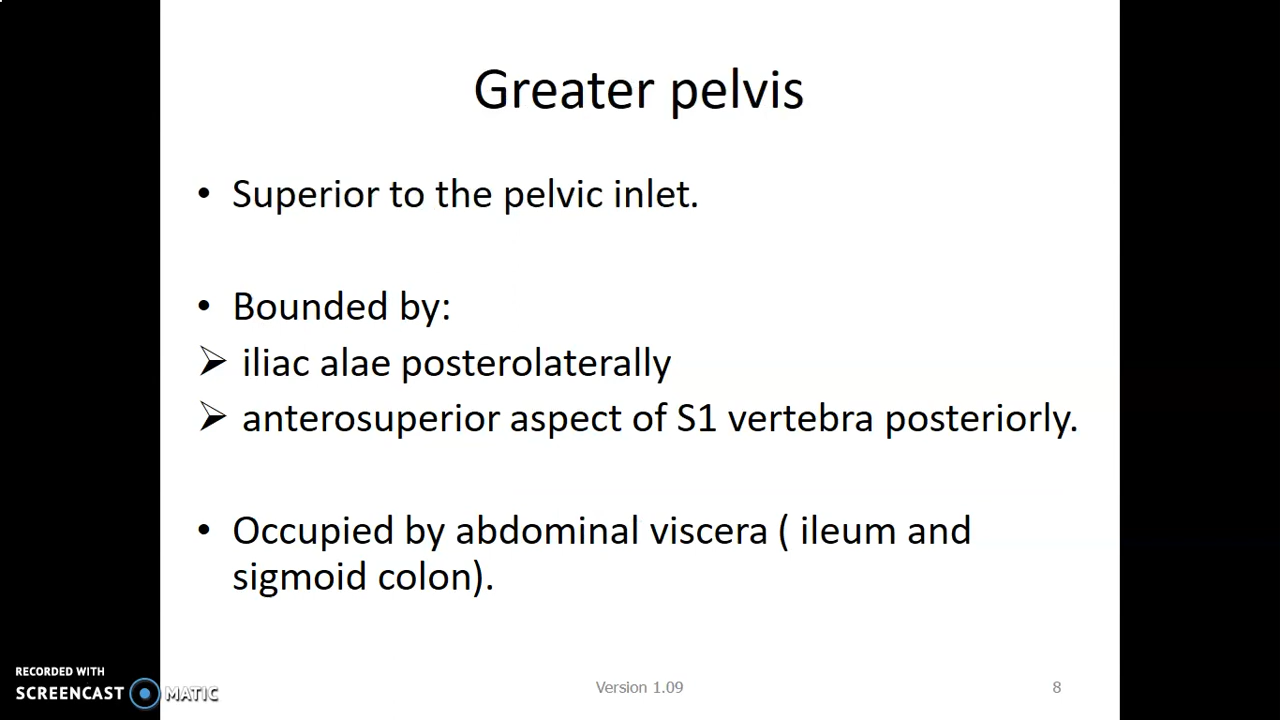 Greater pelvis
• Superior to the pelvic inlet.
• Bounded by:
➢ iliac alae posterolaterally
➢ anterosuperior aspect of S1 vertebra posteriorly.
• Occupied by abdominal viscera ( ileum and
sigmoid colon).
RECORDED WITH
SCREENCAST MATIC
Version 1.09
8